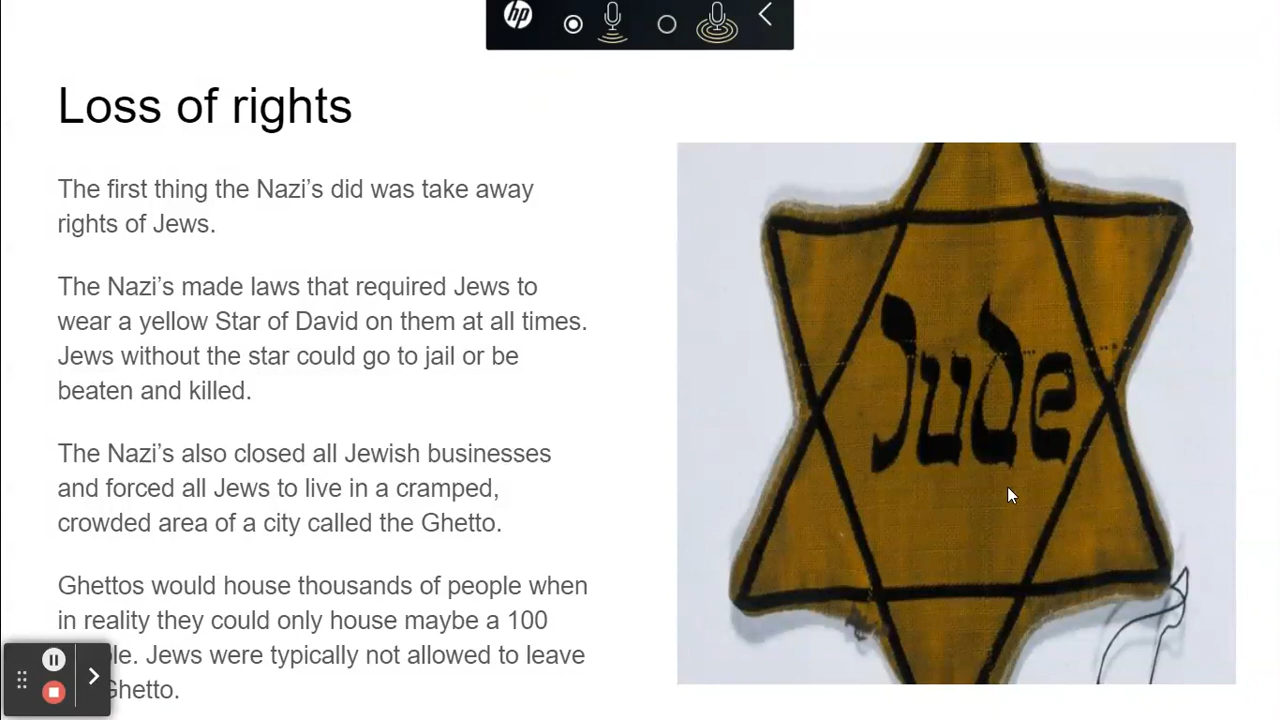 hp
Loss of rights
The first thing the Nazi’s did was take away
rights of Jews.
The Nazi’s made laws that required Jews to
wear a yellow Star of David on them at all times.
Jews without the star could go to jail or be
beaten and killed.
The Nazi’s also closed all Jewish businesses
and forced all Jews to live in a cramped,
crowded area of a city called the Ghetto.
Ghettos would house thousands of people when
in reality they could only house maybe a 100
Jews were typically not allowed to leave
Ghetto.
Jude